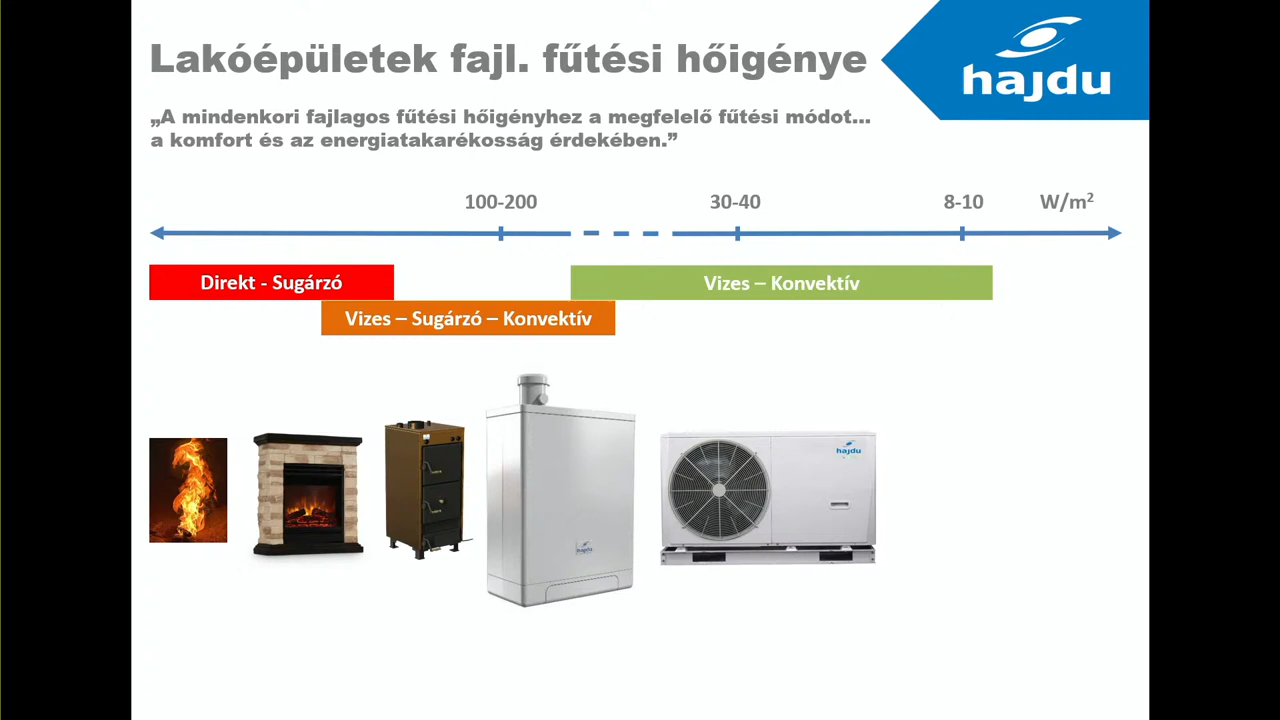 Lakóépületek fajl. fűtési hőigénye
hajdu
„A mindenkori fajlagos fűtési hőigényhez a megfelelő fűtési módot...
a komfort és az energiatakarékosság érdekében.”
100-200 30-40 8-10 W/m²
Direkt - Sugárzó
Vizes – Konvektív
Vizes – Sugárzó – Konvektív
hajdu
hajdu